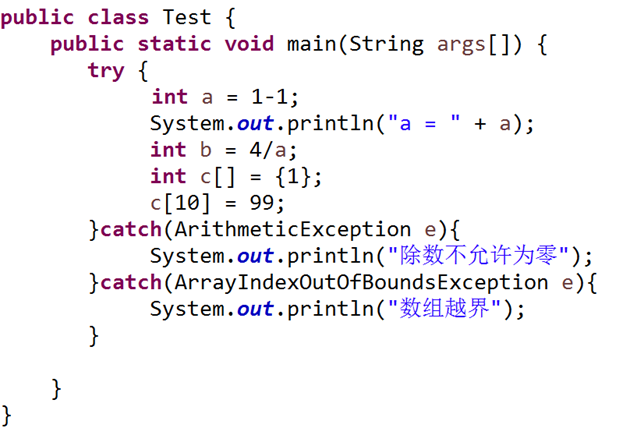 public class Test {
public static void main(String args[]) {
try {
int a = 1-1;
System.out.println("a = " + a);
int b = 4/a;
int c[] = {1};
c[10] = 99;
}catch(ArithmeticException e){
System.out.println("除数不允许为零");
}catch(ArrayIndexOutOfBoundsException e){
System.out.println("数组越界");
}
}
}